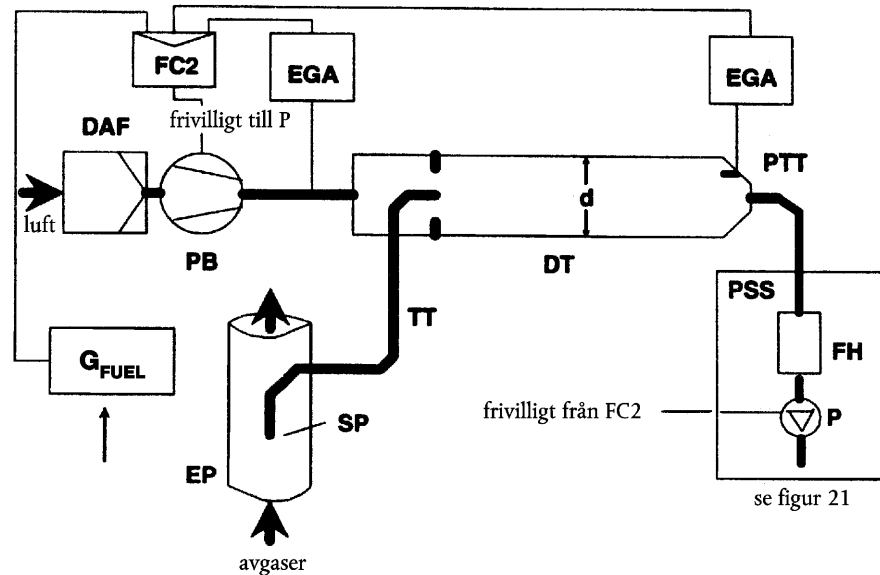 FC2
EGA
EGA
frivilligt till P
DAF
PTT
luft
d
PB
DT
PSS
TT
G FUEL
FH
frivilligt från FC2
P
SP
EP
se figur 21
avgaser